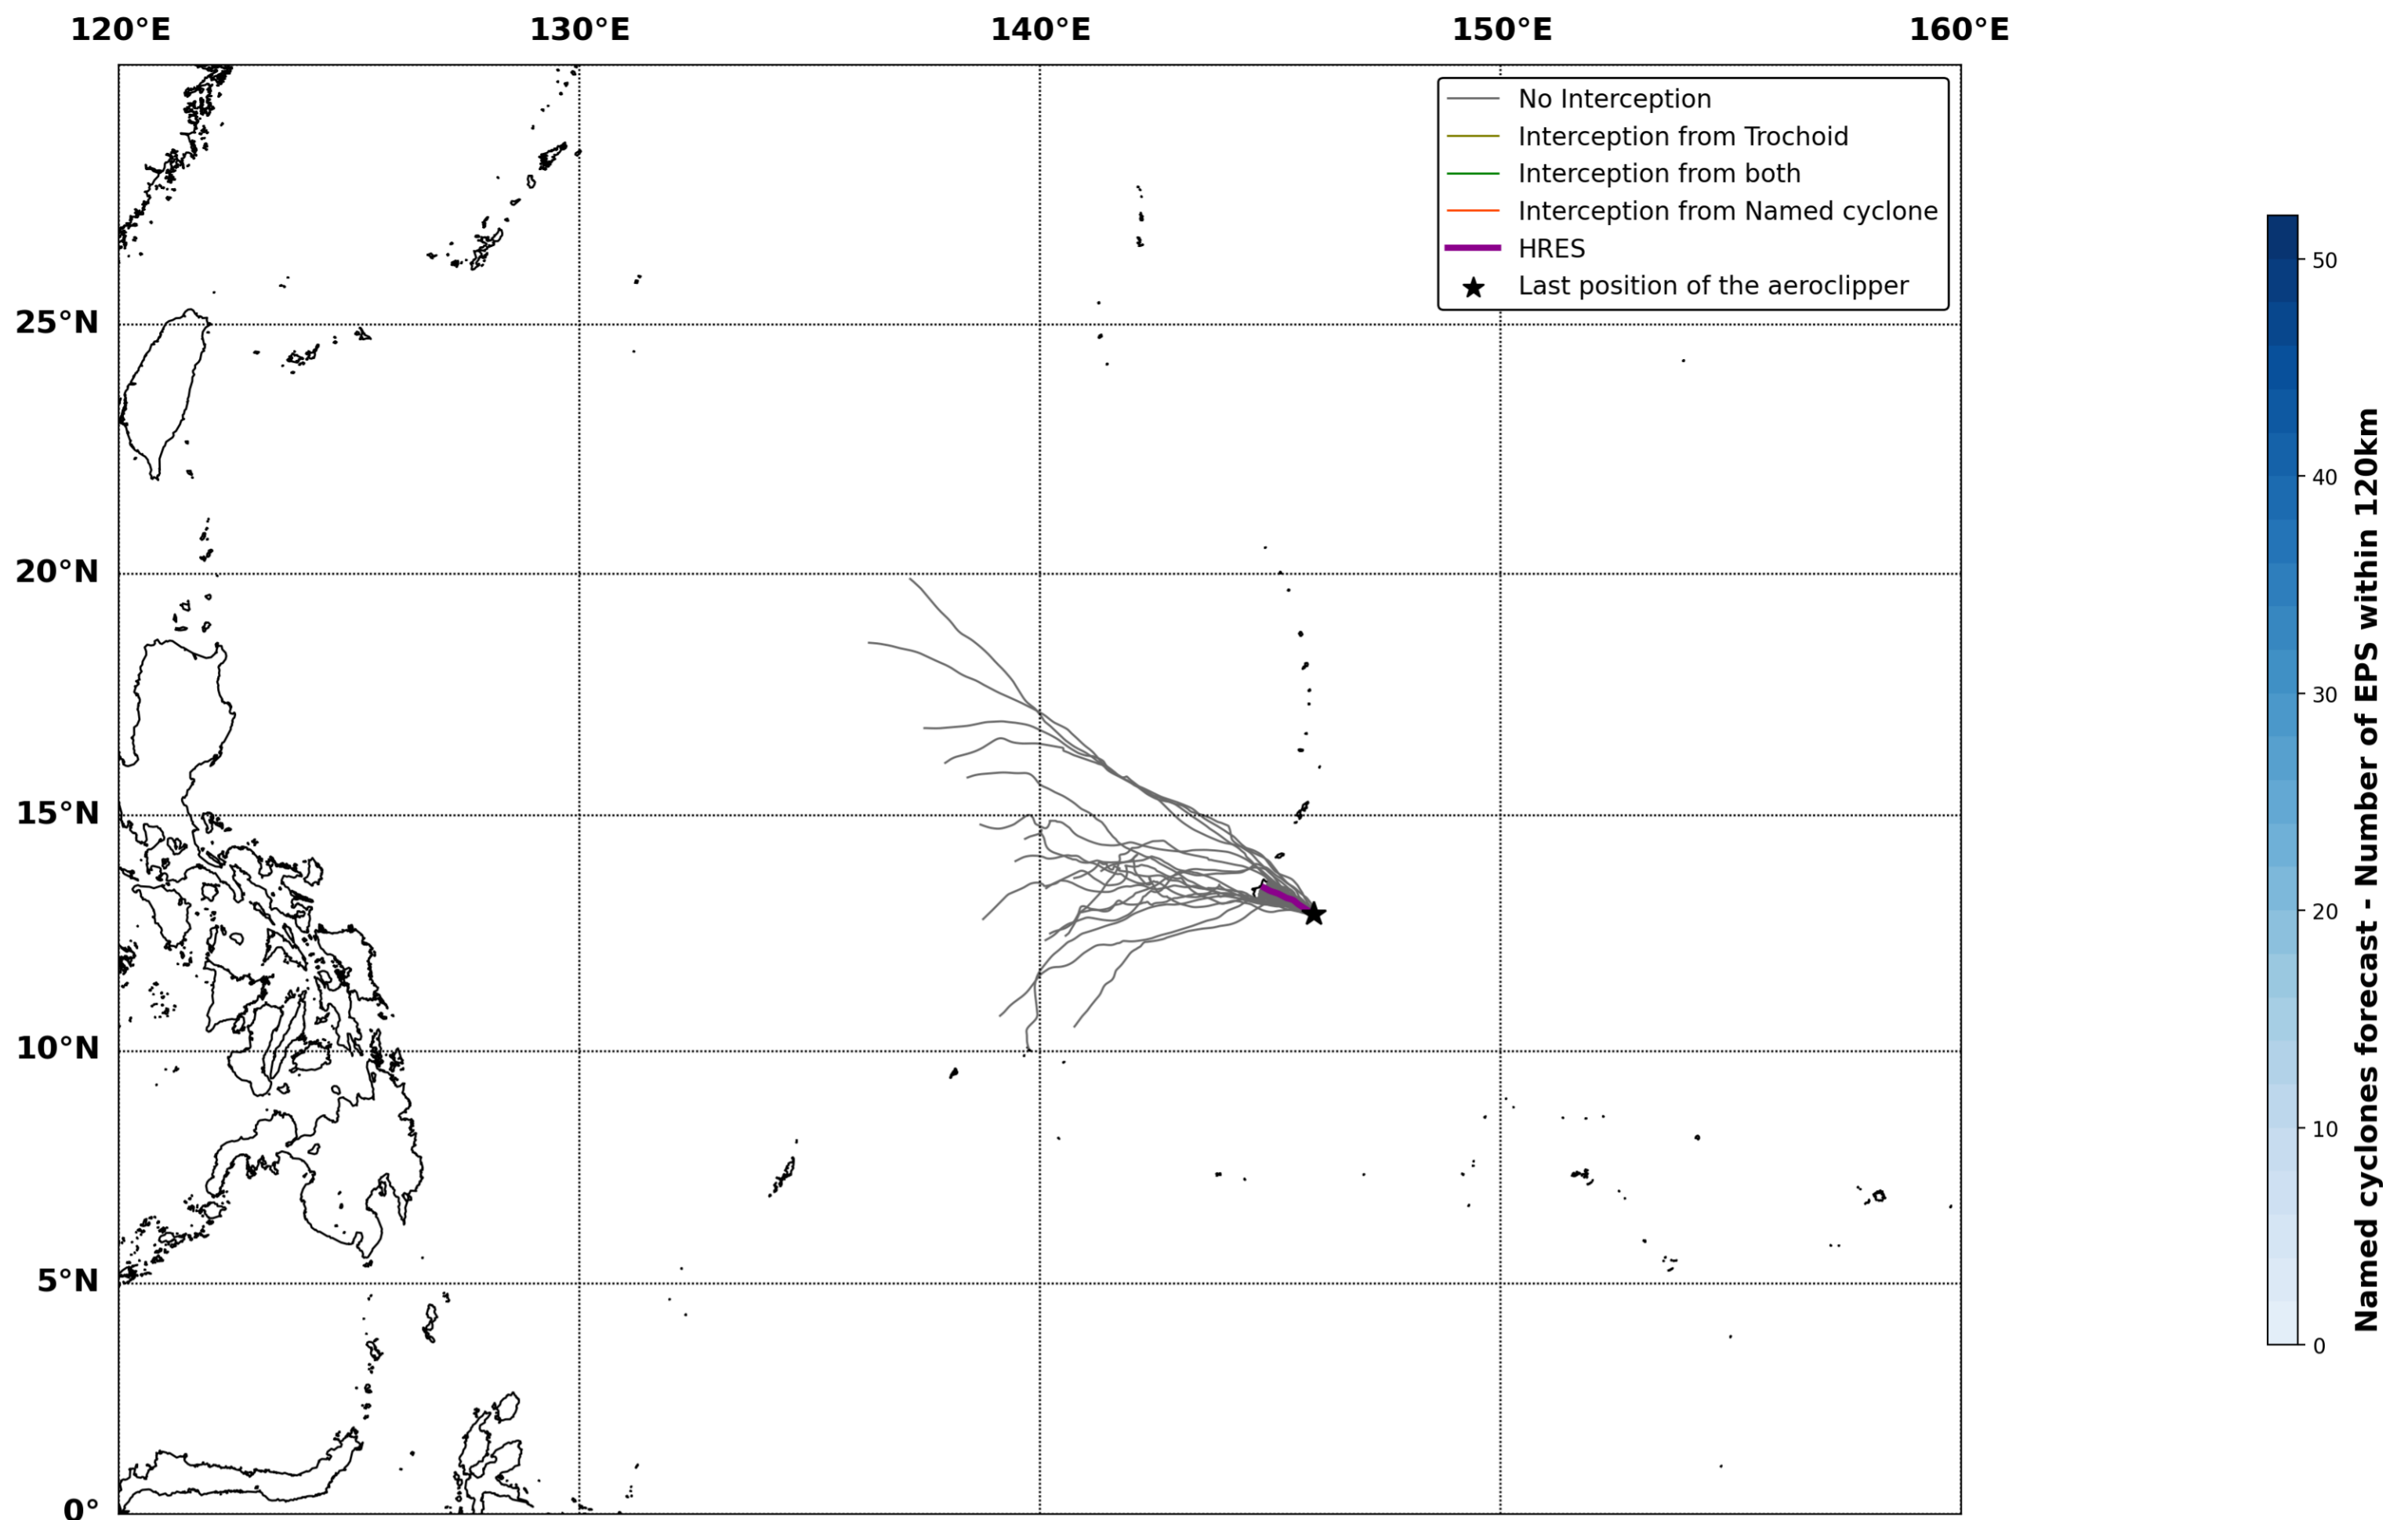 120°E 130°E 140°E 150°E 160°E
No Interception
Interception from Trochoid
Interception from both
Interception from Named cyclone
HRES
Last position of the aeroclipper
25°N
20°N
15°N
10°N
5°N
0°
50
40
30
20
10
0
Named cyclones forecast - Number of EPS within 120km